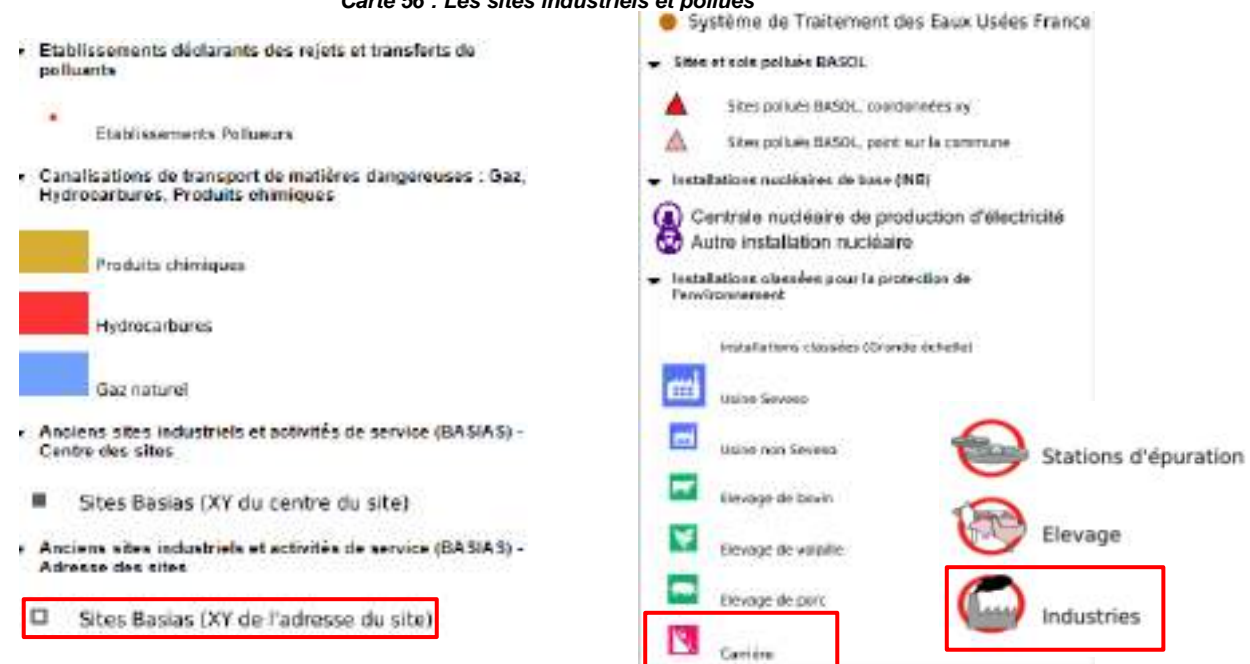 Carte 56 : Les sites industriels et pollués
Etablissements déclarants des rejets et transferts de
polluants
Etablissements Pollueurs
Canalisations de transport de matières dangereuses : Gaz,
Hydrocarbures, Produits chimiques
Produits chimiques
Hydrocarbures
Gaz naturel
Anciens sites industriels et activités de service (BASIAS) -
Centre des sites
Sites Basias (XY du centre du site)
Anciens sites industriels et activités de service (BASIAS) -
Adresse des sites
Sites Basias (XY de l'adresse du site)
Système de Traitement des Eaux Usées France
Sites et sols pollués BASOL
Sites pollués BASOL, coordonnées xy
Sites pollués BASOL, point sur la commune
Installations nucléaires de base (INB)
Centrale nucléaire de production d'électricité
Autre installation nucléaire
Installations classées pour la protection de
l'environnement
Installations classées (Grande échelle)
Usine Seveso
Usine non Seveso
Elevage de bovin
Elevage de volaille
Elevage de porc
Carrière
Stations d'épuration
Elevage
Industries